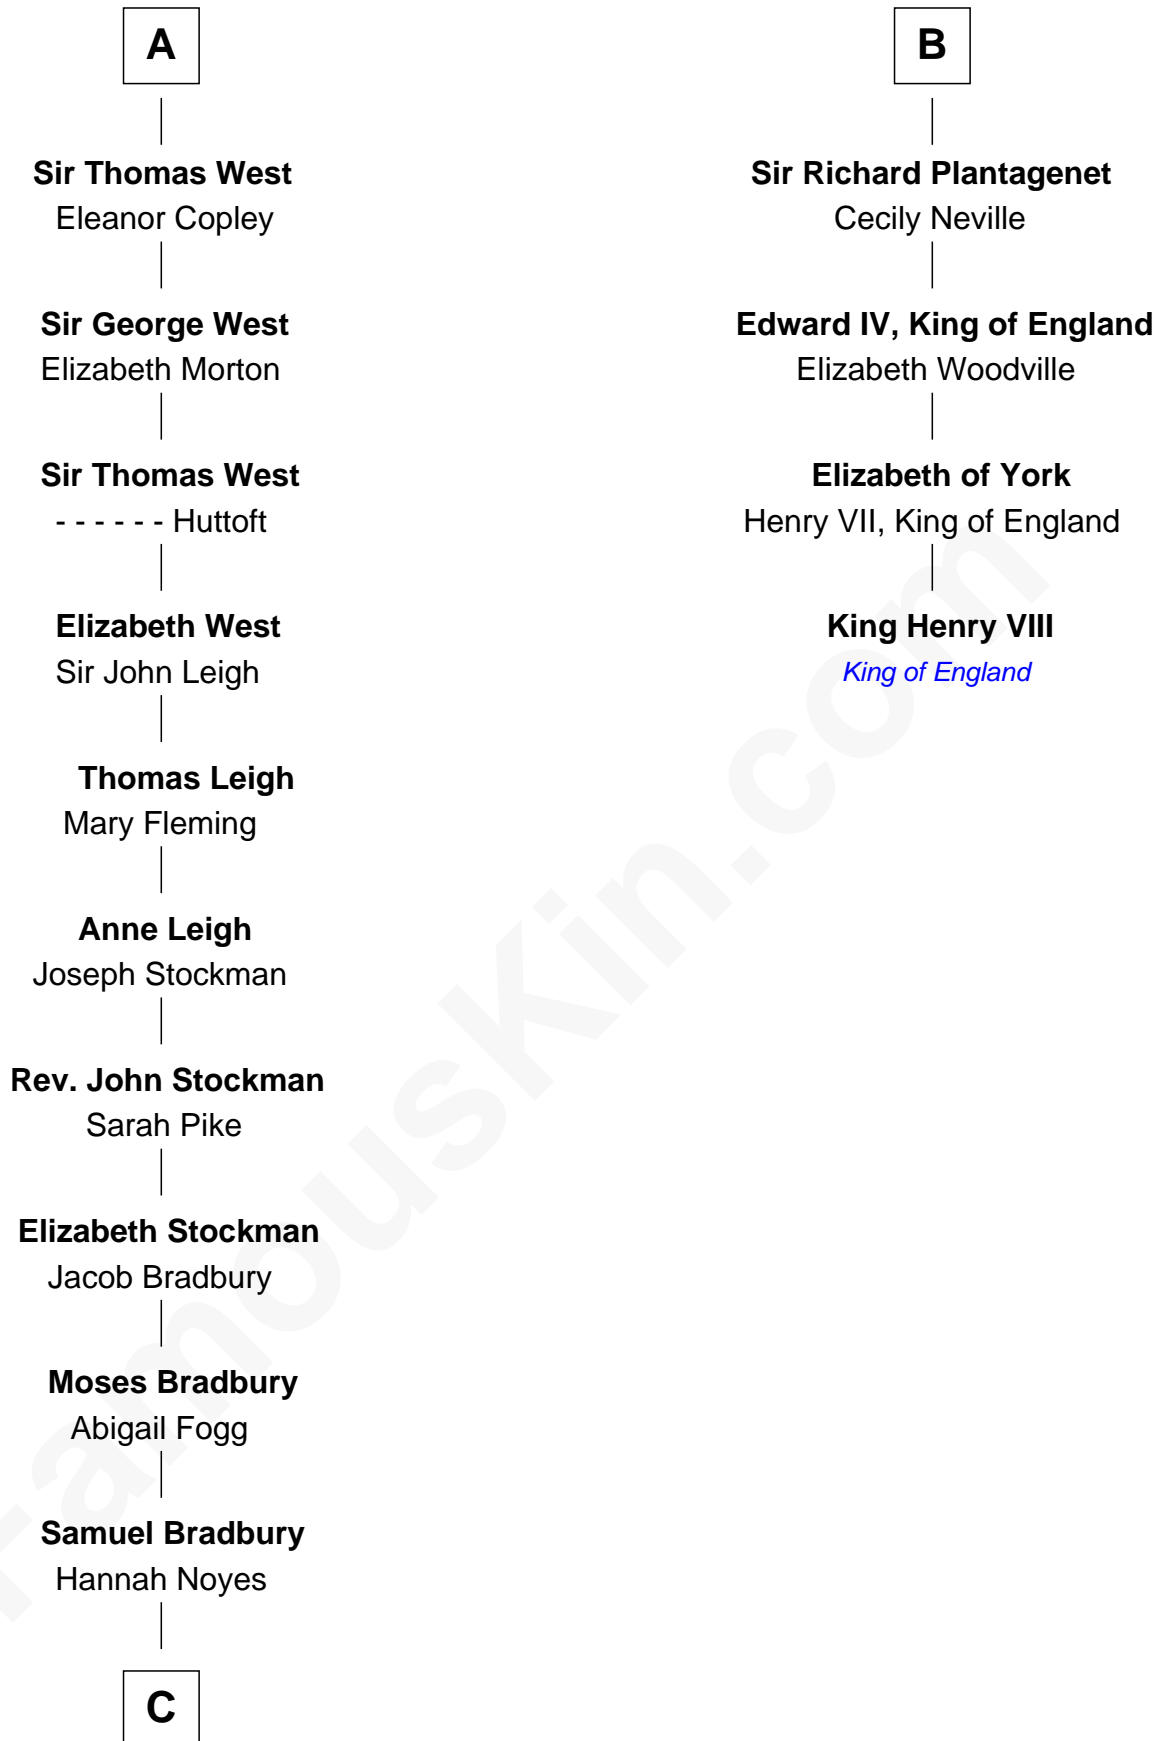 A
Sir Thomas West
Eleanor Copley
Sir George West
Elizabeth Morton
Sir Thomas West
- - - - - - Huttoft
Elizabeth West
Sir John Leigh
Thomas Leigh
Mary Fleming
Anne Leigh
Joseph Stockman
Rev. John Stockman
Sarah Pike
Elizabeth Stockman
Jacob Bradbury
Moses Bradbury
Abigail Fogg
Samuel Bradbury
Hannah Noyes
C
B
Sir Richard Plantagenet
Cecily Neville
Edward IV, King of England
Elizabeth Woodville
Elizabeth of York
Henry VII, King of England
King Henry VIII
King of England
FamousKin.com